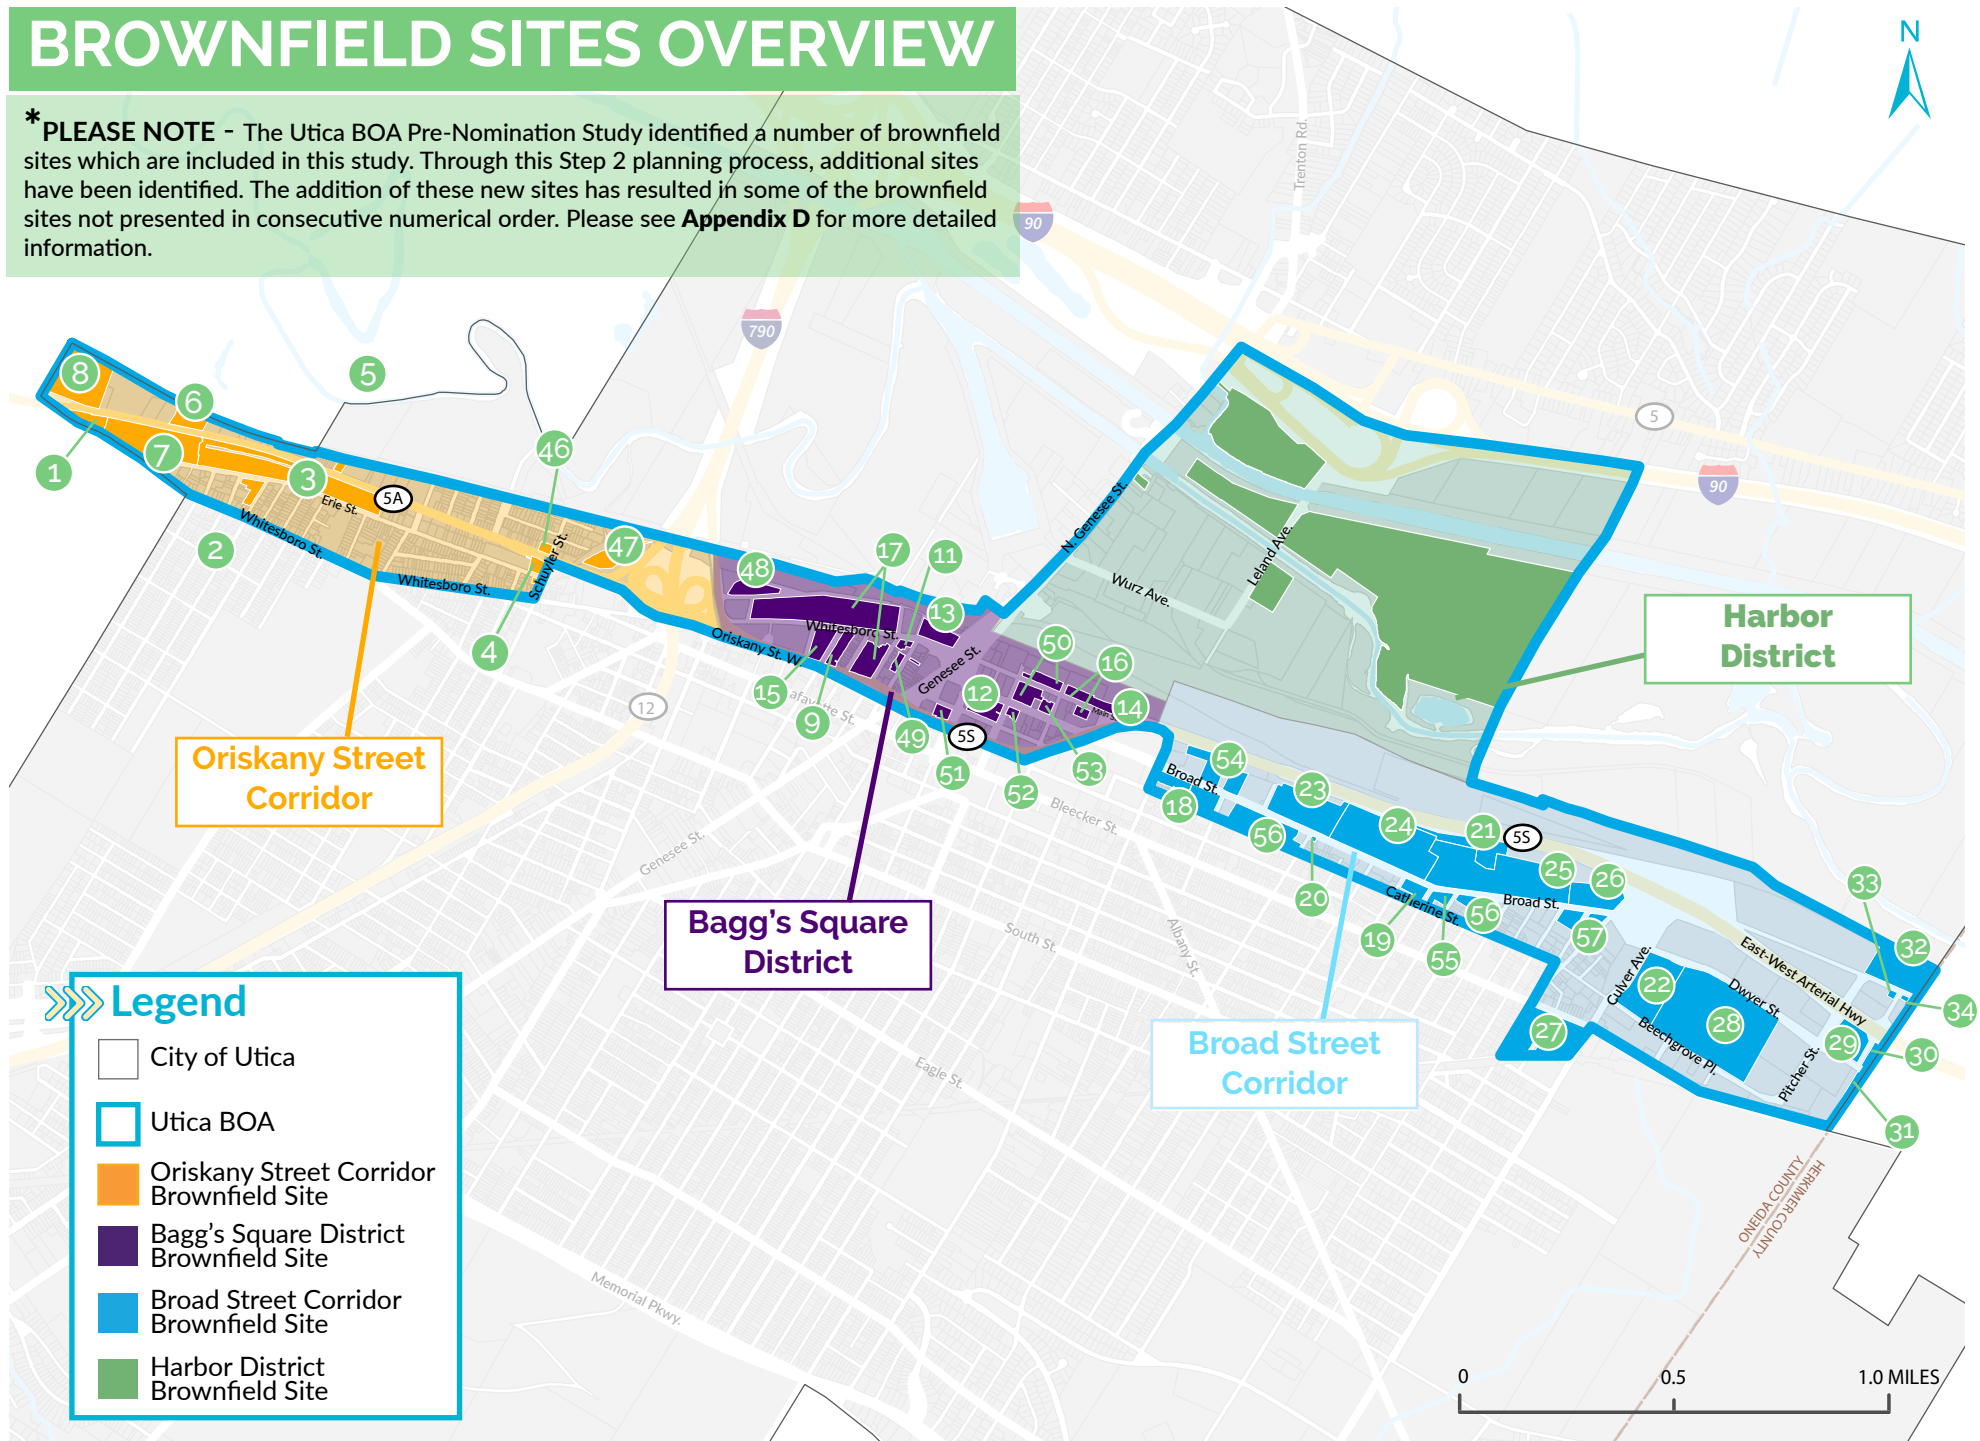 BROWNFIELD SITES OVERVIEW
*PLEASE NOTE - The Utica BOA Pre-Nomination Study identified a number of brownfield
sites which are included in this study. Through this Step 2 planning process, additional sites
have been identified. The addition of these new sites has resulted in some of the brownfield
sites not presented in consecutive numerical order. Please see Appendix D for more detailed
information.
N
Trenton Rd.
90
790
5
90
8
6
5
1
7
3
46
2
4
47
5A
Erie St.
Whitesboro St.
Whitesboro St.
Schuyler St.
Oriskany Street
Corridor
12
48
17
11
13
Whitesboro St.
Oriskany St. W.
Genesee St.
15
9
49
51
12
52
50
53
16
14
Main S
5S
afayette St.
Bagg's Square
District
N. Genesee St.
Wurz Ave.
Leland Ave.
Harbor
District
Broad St.
54
18
23
56
24
20
21
5S
25
26
Catherine St.
Broad St.
19
55
56
57
Broad Street
Corridor
Culver Ave.
22
28
27
Dwyer St.
Beechgrove Pl.
East-West Arterial Hwy
Pitcher St.
33
32
34
29
30
31
Genesee St.
Bleecker St.
South St.
Albany St.
Eagle St.
Memorial Pkwy.
ONEIDA COUNTY
HERKIMER COUNTY
Legend
City of Utica
Utica BOA
Oriskany Street Corridor
Brownfield Site
Bagg's Square District
Brownfield Site
Broad Street Corridor
Brownfield Site
Harbor District
Brownfield Site
0 0.5 1.0 MILES